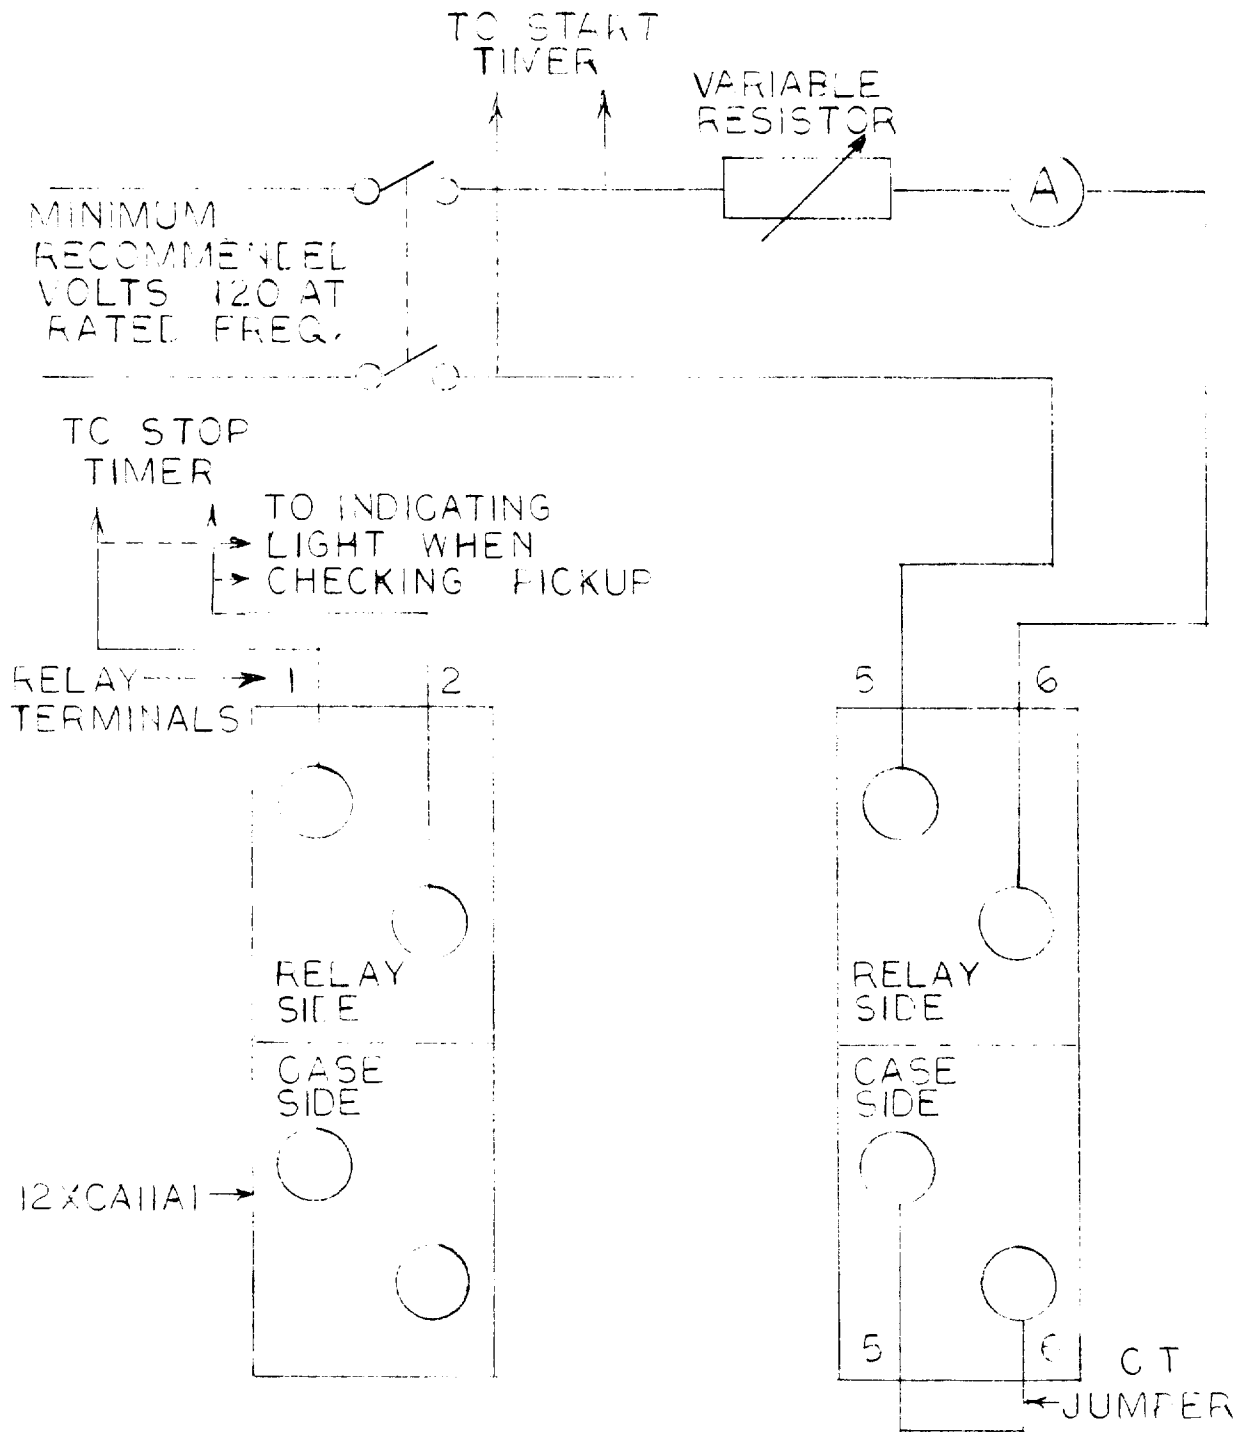 TO START
TIMER
VARIABLE
RESISTOR
A
MINIMUM
RECOMMENDED
VOLTS 120 AT
RATED FREQ.
TO STOP
TIMER
TO INDICATING
LIGHT WHEN
CHECKING PICKUP
RELAY
TERMINALS
1
2
5
6
RELAY
SIDE
RELAY
SIDE
CASE
SIDE
CASE
SIDE
12XCA11A1
5
6
CT
JUMPER